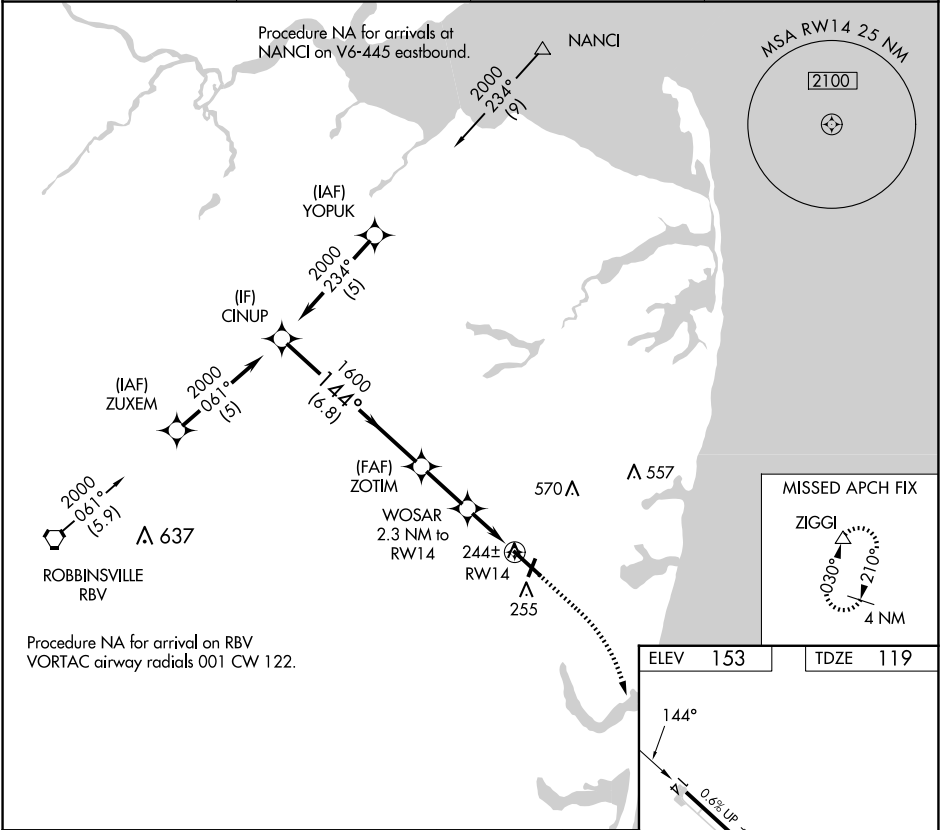 Procedure NA for arrivals at
NANCI on V6-445 eastbound.
NANCI
2000
234°
(9)
MSA RW14 25 NM
2100
(IAF)
YOPUK
2000
234°
(5)
(IF)
CINUP
(IAF)
ZUXEM
2000
061°
(5)
1600
144°
(6.8)
(FAF)
ZOTIM
WOSAR
2.3 NM to
RW14
570
557
2000
061°
(5.9)
637
ROBBINSVILLE
RBV
244±
RW14
255
MISSED APCH FIX
ZIGGI
030°
210°
4 NM
Procedure NA for arrival on RBV
VORTAC airway radials 001 CW 122.
ELEV 153
TDZE 119
144°
14
0.6% UP